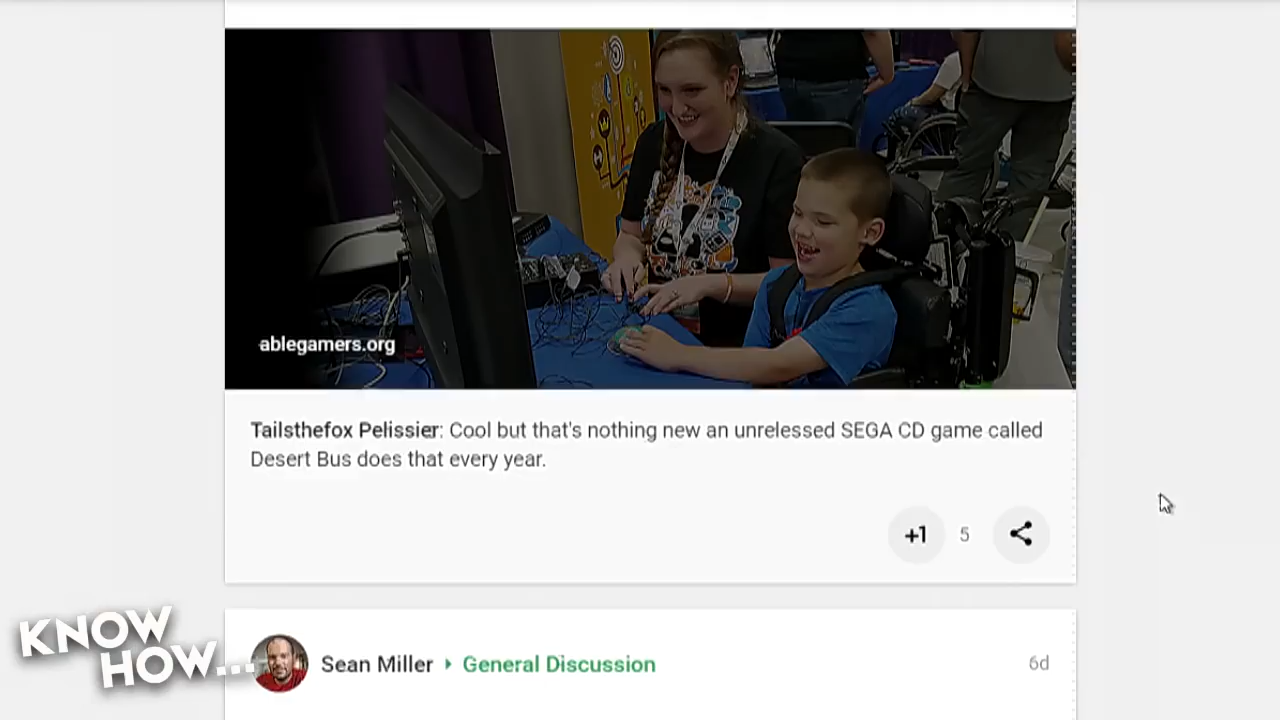 ablegamers.org
Tailsthefox Pelissier: Cool but that's nothing new an unrelessed SEGA CD game called
Desert Bus does that every year.
+1 5
KNOW
HOW...
Sean Miller General Discussion 6d